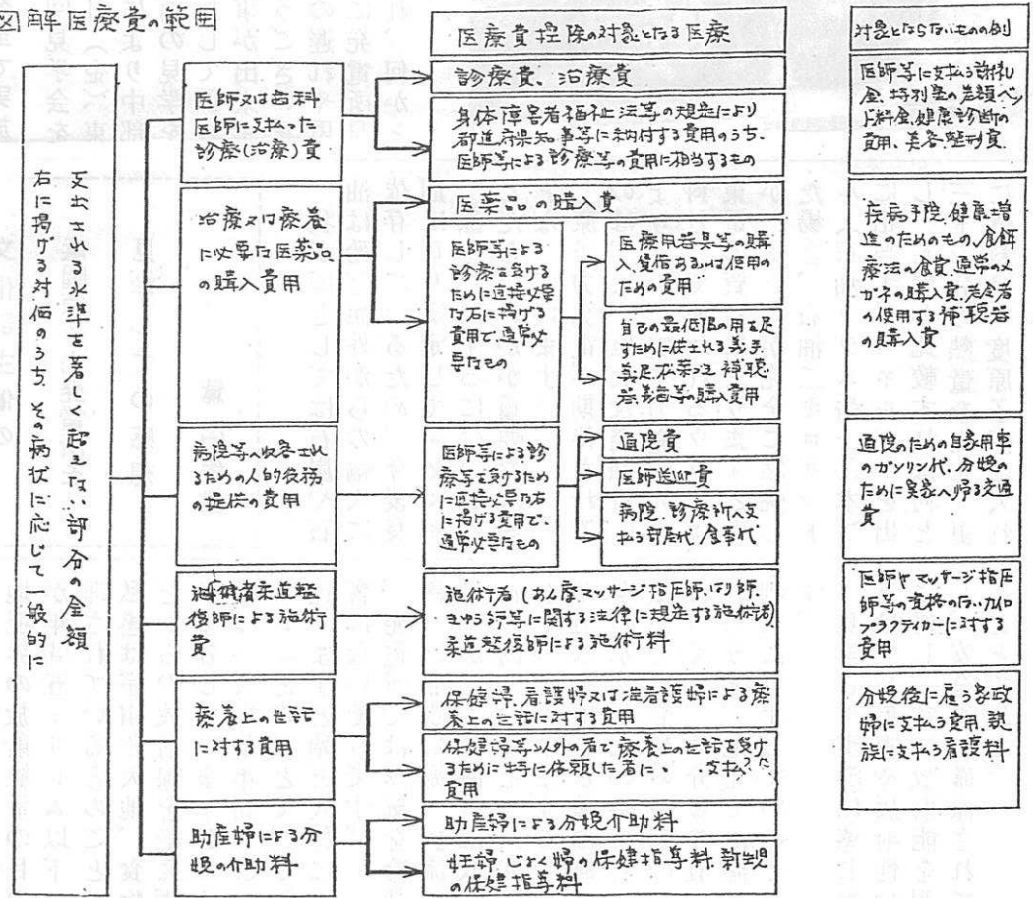 図解 医療費の範囲
医療費控除の対象となる医療
対象とならないものの例
その病状に応じて一般的に
右に掲げる対価のうち、
支出される水準を著しく超えない部分の金額
医師又は歯科
医師に支払った
診療(治療)費
診療費、治療費
身体障害者福祉法等の規定により
都道府県知事等に納付する費用のうち、
医師等による診療等の費用に相当するもの
医師等に支払う謝礼
金、特別室の差額ベッ
ド料金、健康診断の
費用、美容整形費
治療又は療養
に必要な医薬品
の購入費用
医薬品の購入費
医師等による
診療を受ける
ために直接必要
な右に掲げる
費用で、通常必
要なもの
医療用器具等の購
入、賃借あるいは使用の
ための費用
自己の最低限の用を足
すために供される義手、
義足、松葉づえ、補聴
器、義歯等の購入費用
疾病予防、健康増
進のためのもの、食餌
療法の食費、通常のメ
ガネの購入費、老令者
の使用する補聴器
の購入費
病院等へ収容され
るための人的役務
の提供の費用
医師等による診
療等を受けるため
に直接必要な右
に掲げる費用で、
通常必要なもの
通院費
医師送迎費
病院、診療所へ支
払う部屋代、食事代
通院のための自家用車
のガソリン代、分娩の
ために実家へ帰る交通
費
施術者柔道整
復師による施術
費
施術者(あん摩マッサージ指圧師、はり師、
きゅう師等に関する法律に規定する施術者)、
柔道整復師による施術料
医師やマッサージ指圧
師等の資格のないカイロ
プラクティカーに対する
費用
療養上の世話
に対する費用
保健婦、看護婦又は准看護婦による療
養上の世話に対する費用
保健婦等以外の者で療養上の世話を受け
るために特に依頼した者に、支払った
費用
分娩後に雇う家政
婦に支払う費用、親
族に支払う看護料
助産婦による分
娩の介助料
助産婦による分娩介助料
妊婦、じょく婦の保健指導料、新生児
の保健指導料